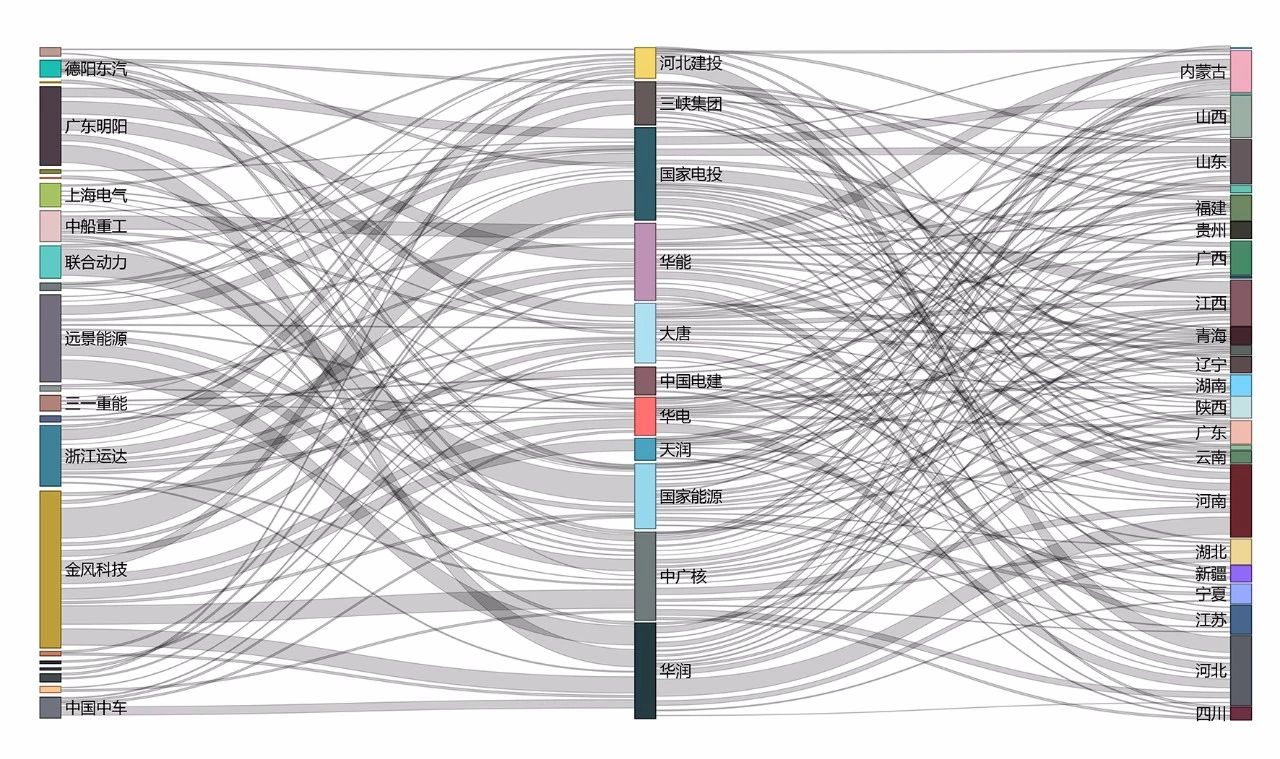 德阳东汽
广东明阳
上海电气
中船重工
联合动力
远景能源
三一重能
浙江运达
金风科技
中国中车
河北建投
三峡集团
国家电投
华能
大唐
中国电建
华电
天润
国家能源
中广核
华润
内蒙古
山西
山东
福建
贵州
广西
江西
青海
辽宁
湖南
陕西
广东
云南
河南
湖北
新疆
宁夏
江苏
河北
四川